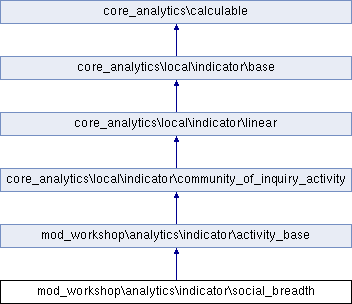 core_analytics\calculable
core_analytics\local\indicator\base
core_analytics\local\indicator\linear
core_analytics\local\indicator\community_of_inquiry_activity
mod_workshop\analytics\indicator\activity_base
mod_workshop\analytics\indicator\social_breadth